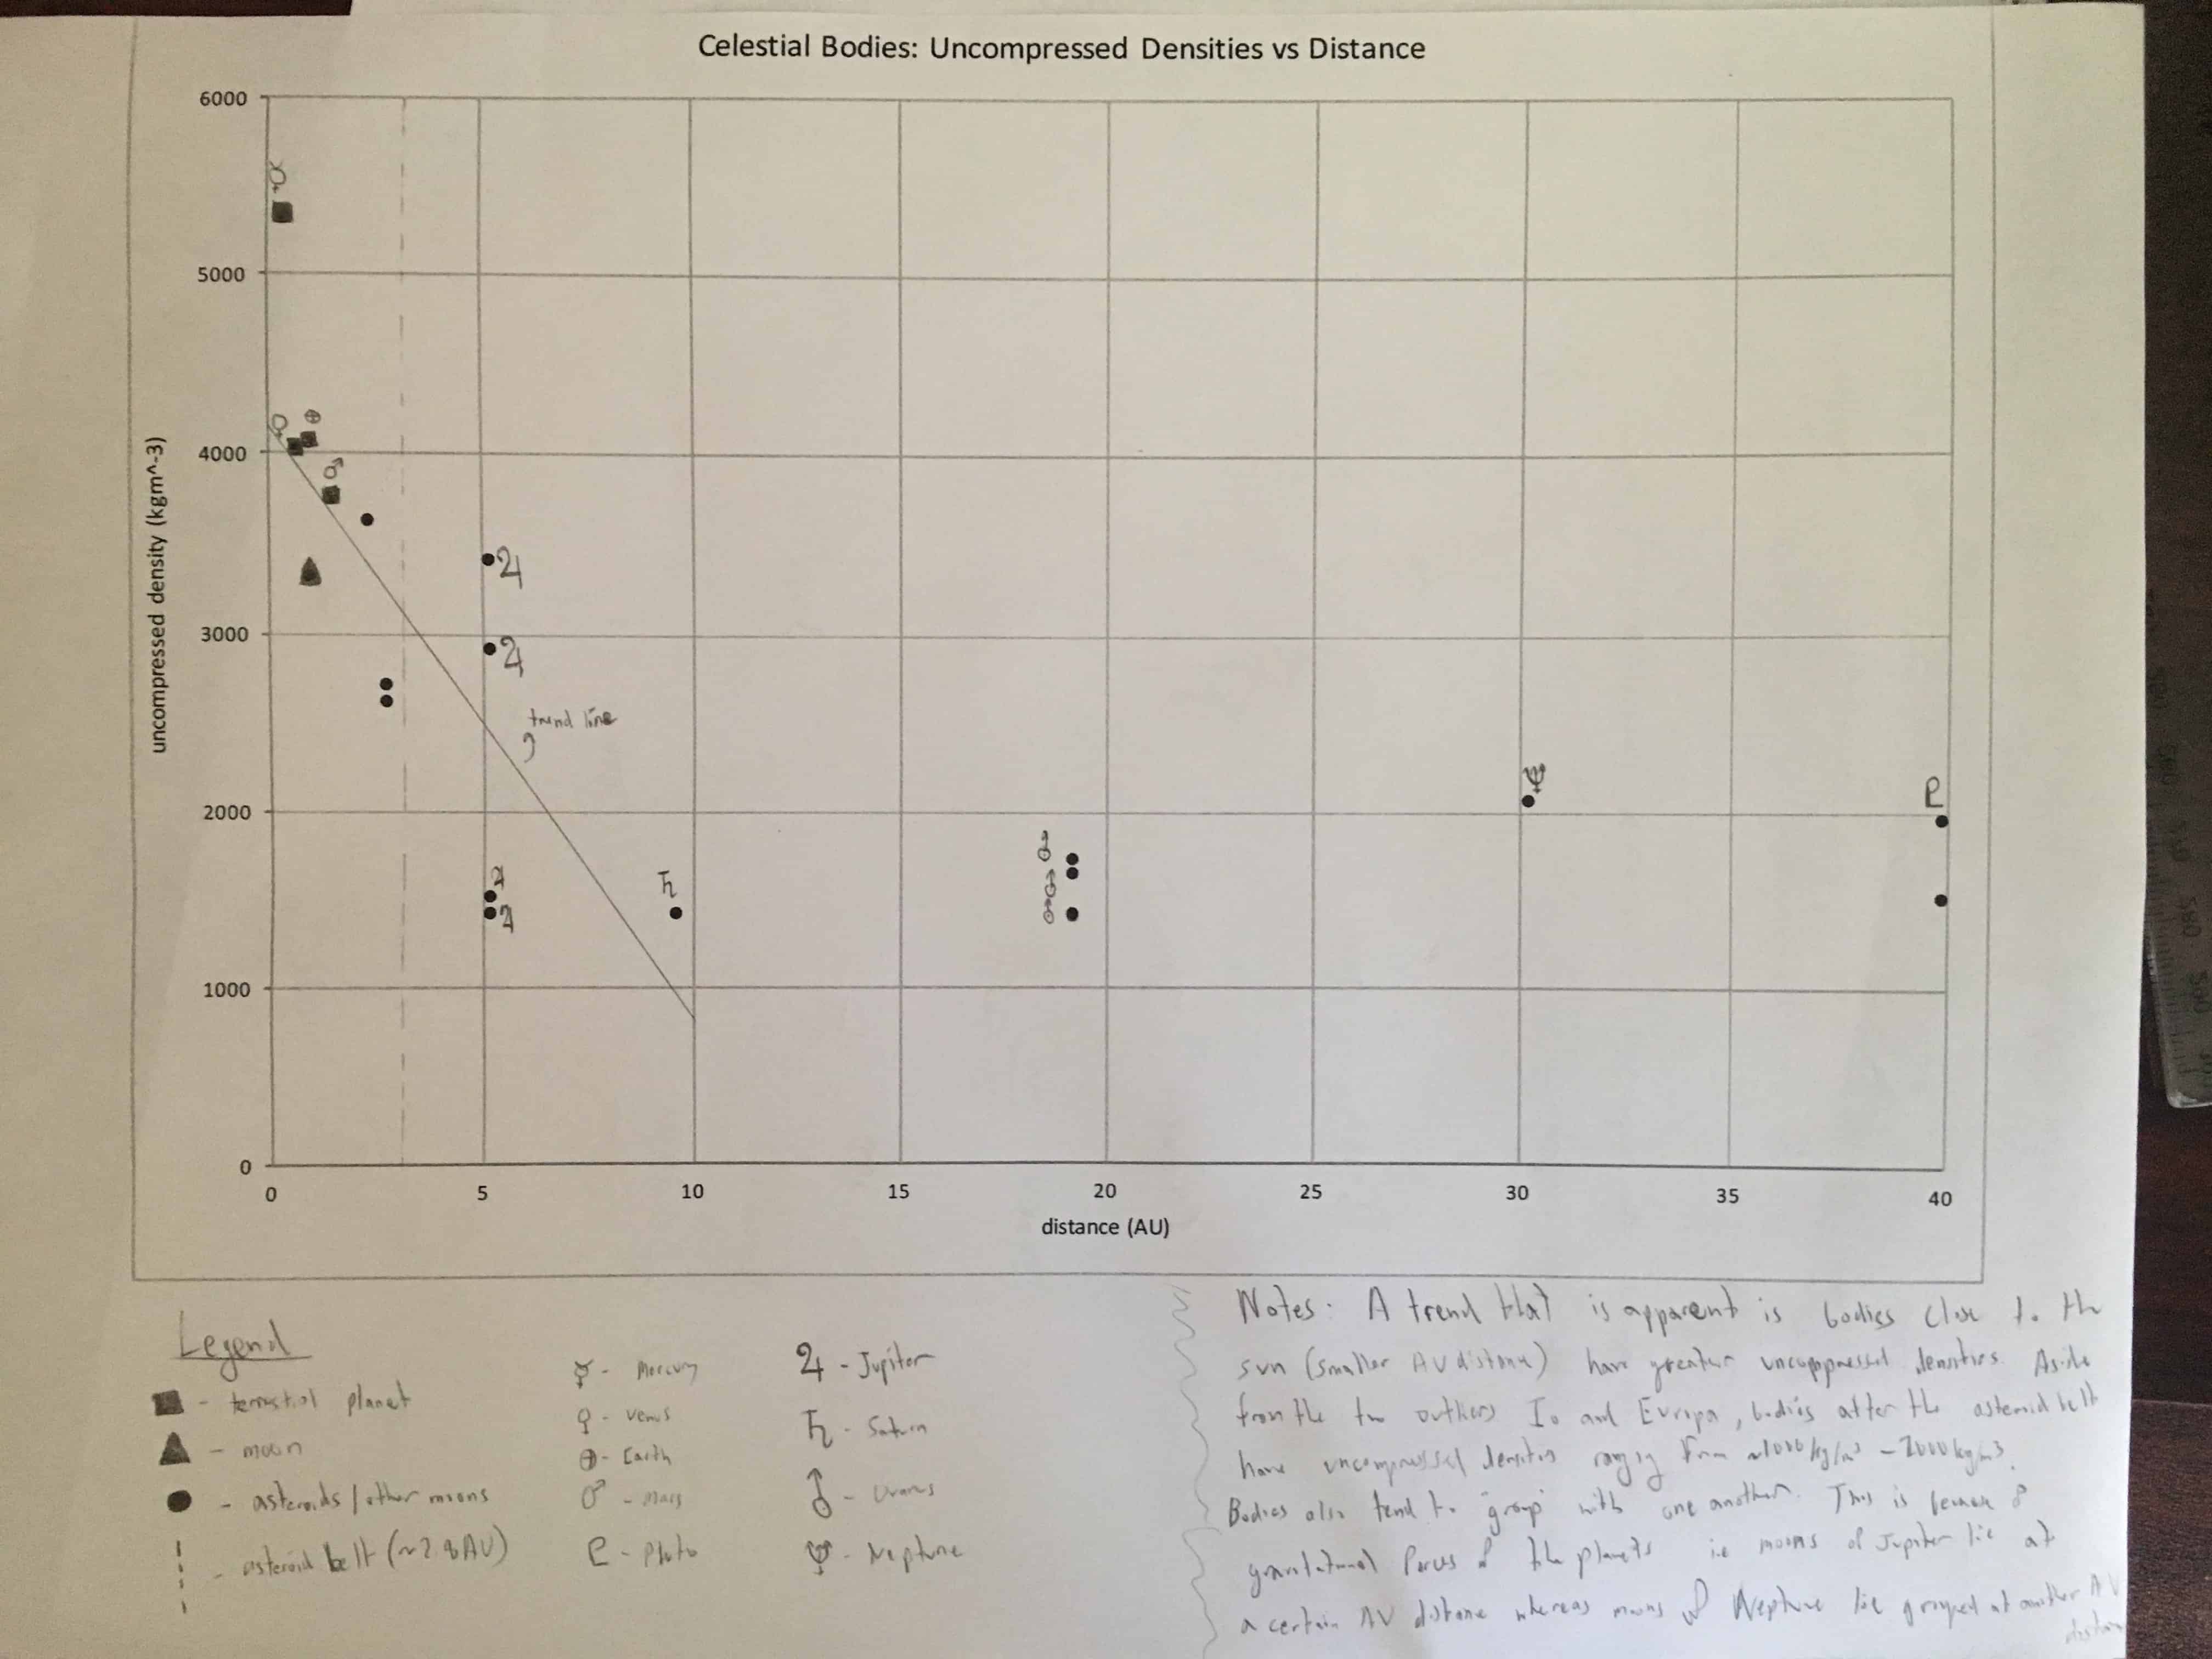 Celestial Bodies: Uncompressed Densities vs Distance
6000
5000
4000
3000
2000
1000
0
uncompressed density (kgm^-3)
☿
♀ ⊕
♂
♃
♃
trend line
♃
♃
♄
♆
P
0 5 10 15 20 25 30 35 40
distance (AU)
Legend
■ - terrestial planet
▲ - moon
● - asteroids / other moons
- asteroid belt (~2.8AU)
☿ - Mercury
♀ - Venus
⊕ - Earth
♂ - Mars
P - Pluto
♃ - Jupiter
♄ - Saturn
- Uranus
♆ - Neptune
Notes: A trend that is apparent is bodies close to the
sun (smaller AU distance) have greater densities. Aside
from the two outliers Io and Europa, bodies after the asteroid belt
have uncompressed densities ranging from ~1000 kg/m³ - 2000 kg/m³.
Bodies also tend to "group" with one another. This is because of
gravitational forces of the planets i.e moons of Jupiter lie at
a certain AU distance whereas moons of Neptune lie grouped at another AU
distance